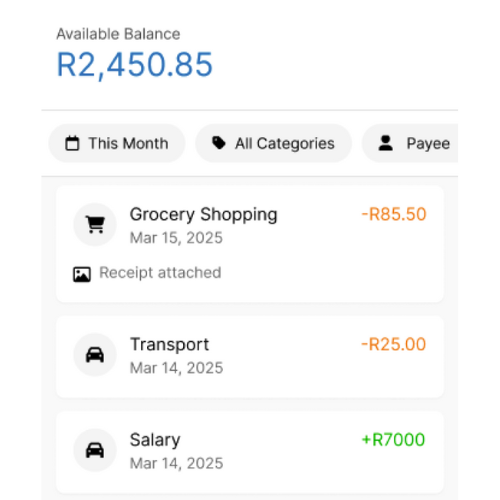 Available Balance
R2,450.85
This Month All Categories Payee
Grocery Shopping -R85.50
Mar 15, 2025
Receipt attached
Transport -R25.00
Mar 14, 2025
Salary +R7000
Mar 14, 2025